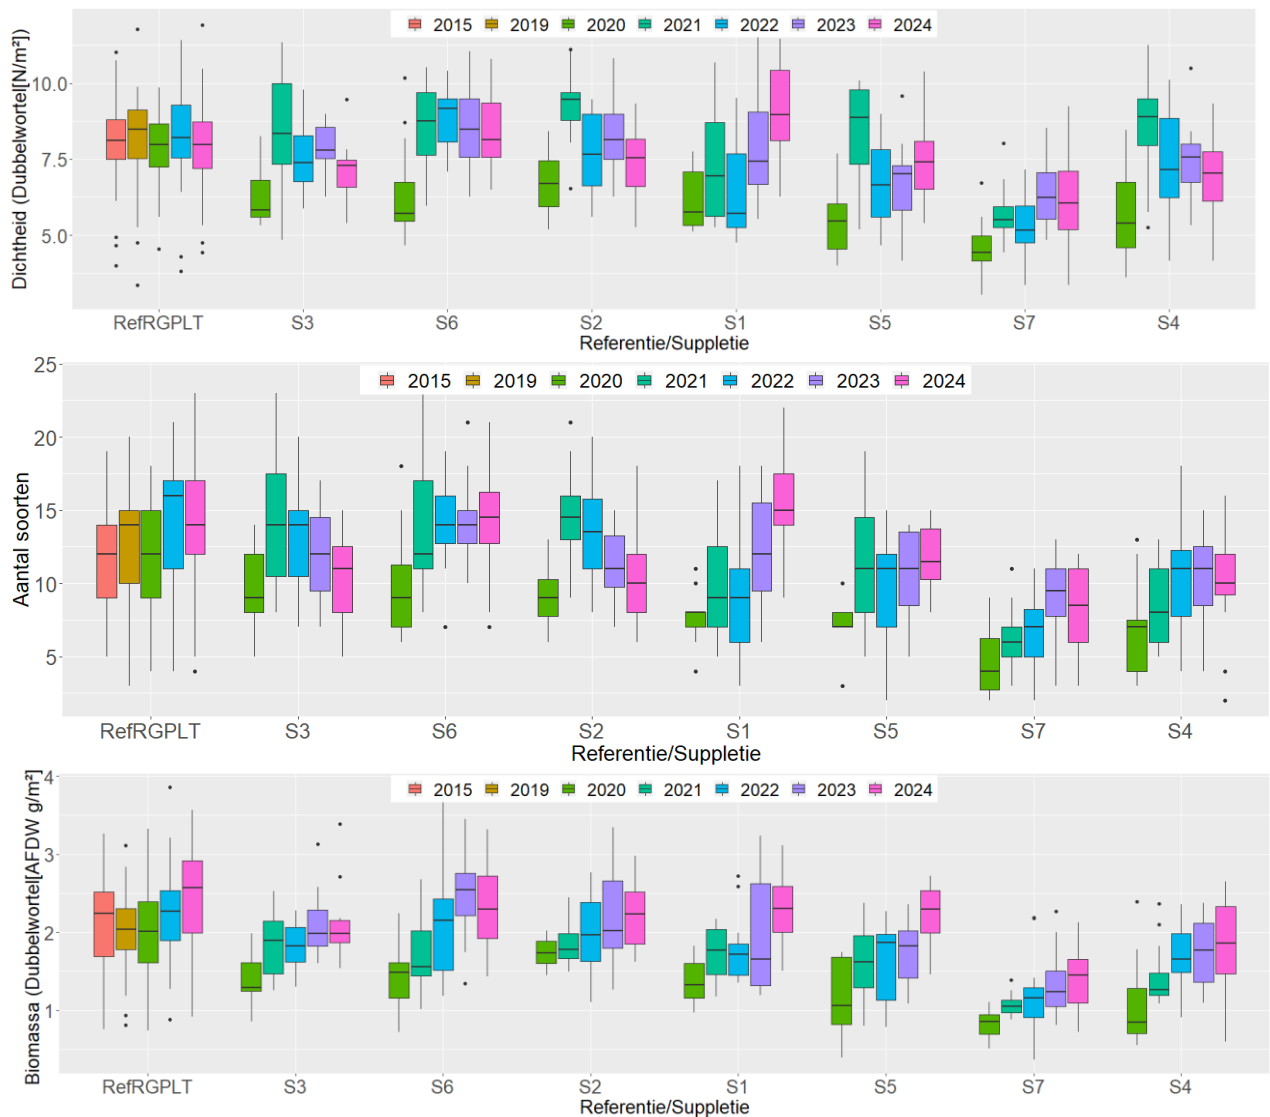 2015 2019 2020 2021 2022 2023 2024
Dichtheid (Dubbelwortel[N/m²])
10.0
7.5
5.0
RefRGPLT S3 S6 S2 S1 S5 S7 S4
Referentie/Suppletie
2015 2019 2020 2021 2022 2023 2024
Aantal soorten
25
20
15
10
5
RefRGPLT S3 S6 S2 S1 S5 S7 S4
Referentie/Suppletie
2015 2019 2020 2021 2022 2023 2024
Biomassa (Dubbelwortel[AFDW g/m²]
4
3
2
1
RefRGPLT S3 S6 S2 S1 S5 S7 S4
Referentie/Suppletie